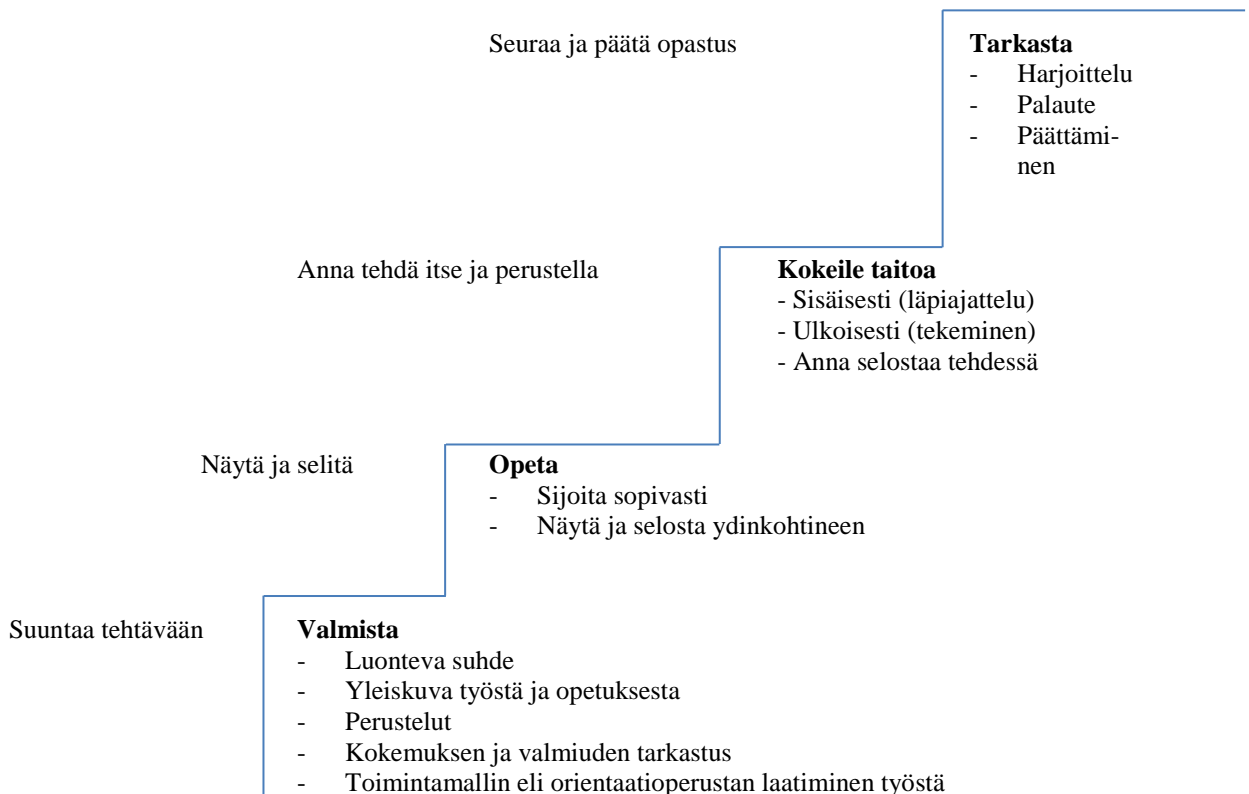 Seuraa ja päätä opastus
Tarkasta
- Harjoittelu
- Palaute
- Päättämi-
nen
Anna tehdä itse ja perustella
Kokeile taitoa
- Sisäisesti (läpiajattelu)
- Ulkoisesti (tekeminen)
- Anna selostaa tehdessä
Näytä ja selitä
Opeta
- Sijoita sopivasti
- Näytä ja selosta ydinkohtineen
Suuntaa tehtävään
Valmista
- Luonteva suhde
- Yleiskuva työstä ja opetuksesta
- Perustelut
- Kokemuksen ja valmiuden tarkastus
- Toimintamallin eli orientaatioperustan laatiminen työstä